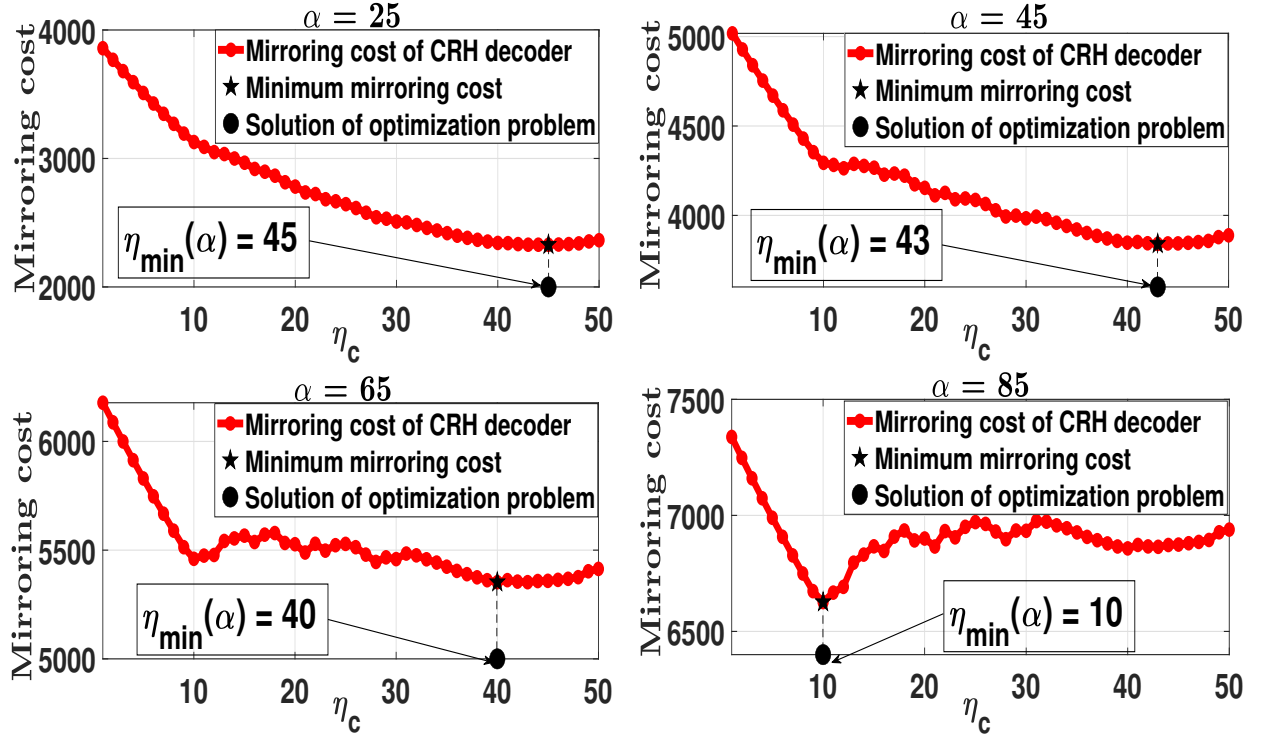 α = 25
Mirroring cost
4000
3000
2000
Mirroring cost of CRH decoder
Minimum mirroring cost
Solution of optimization problem
η_min(α) = 45
10 20 30 40 50
η_c
α = 45
Mirroring cost
5000
4500
4000
Mirroring cost of CRH decoder
Minimum mirroring cost
Solution of optimization problem
η_min(α) = 43
10 20 30 40 50
η_c
α = 65
Mirroring cost
6000
5500
5000
Mirroring cost of CRH decoder
Minimum mirroring cost
Solution of optimization problem
η_min(α) = 40
10 20 30 40 50
η_c
α = 85
Mirroring cost
7500
7000
6500
Mirroring cost of CRH decoder
Minimum mirroring cost
Solution of optimization problem
η_min(α) = 10
10 20 30 40 50
η_c